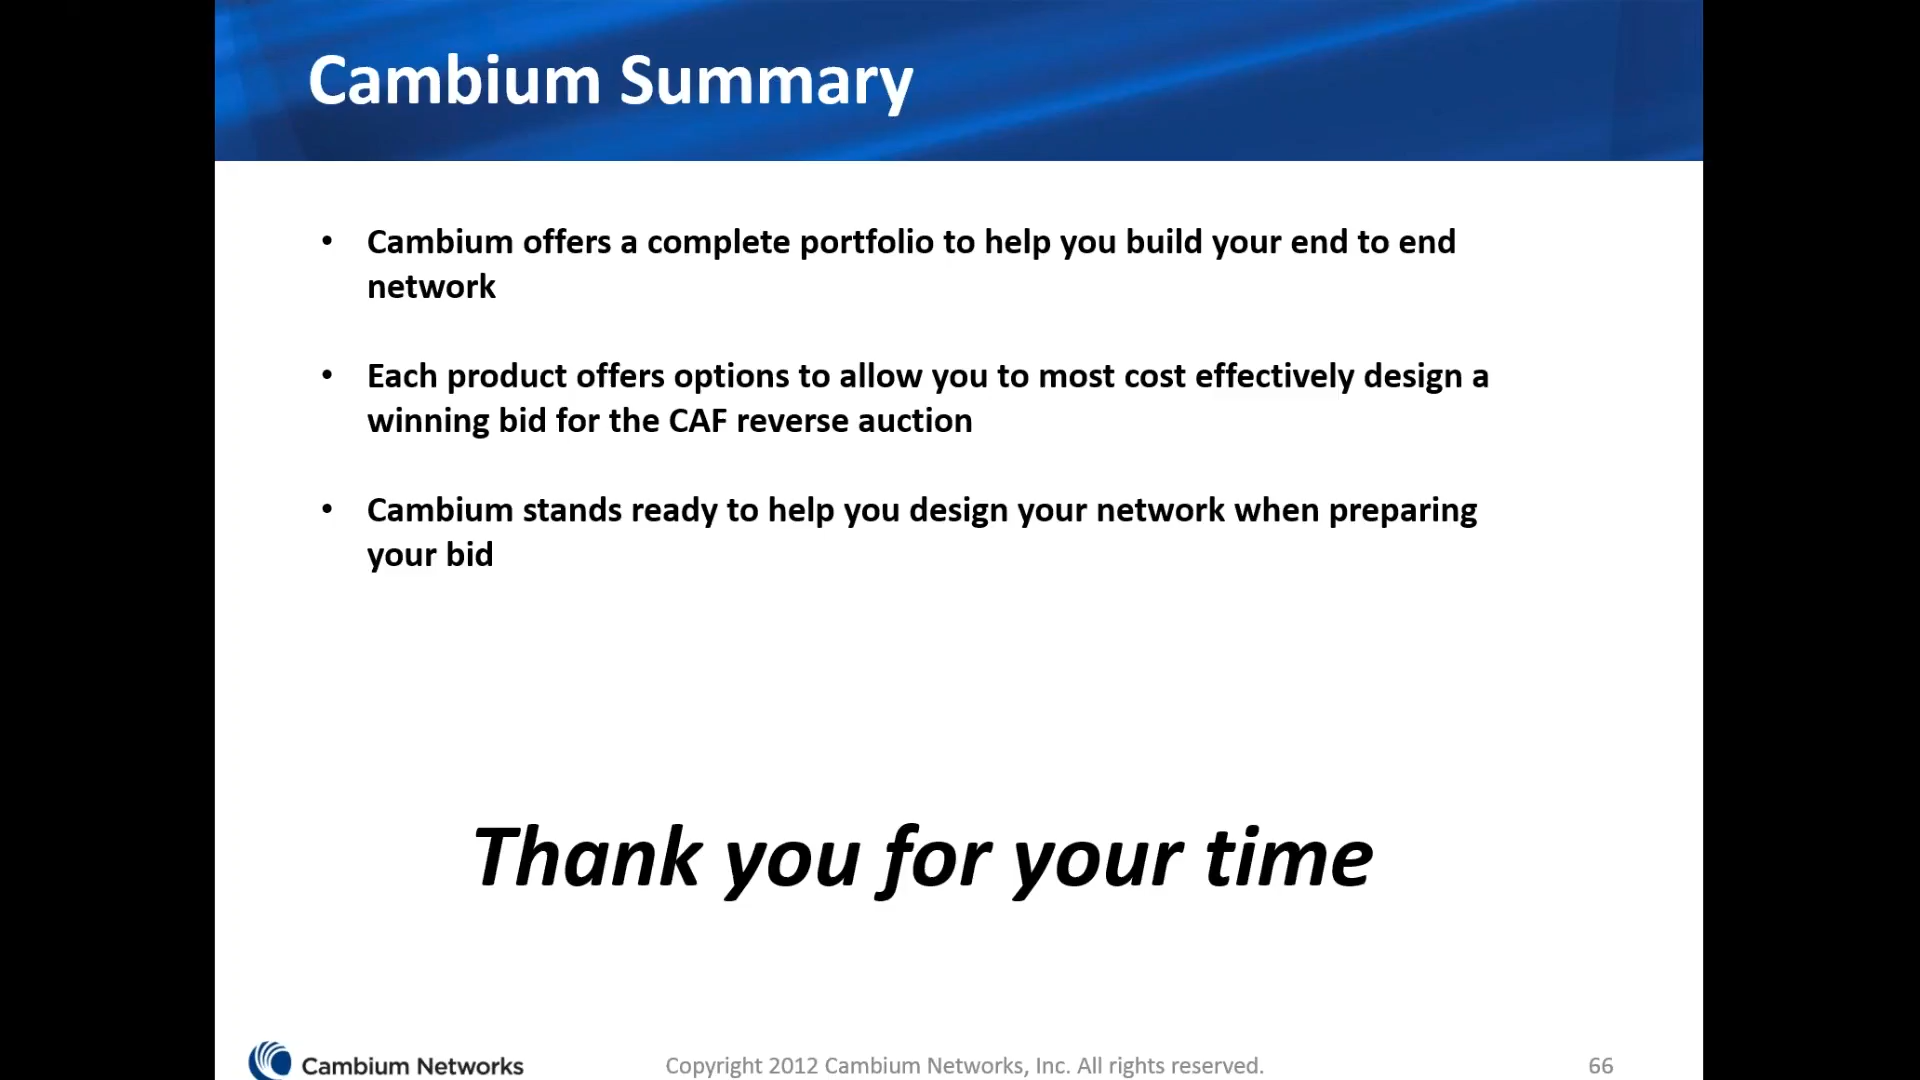 Cambium Summary
• Cambium offers a complete portfolio to help you build your end to end
network
• Each product offers options to allow you to most cost effectively design a
winning bid for the CAF reverse auction
• Cambium stands ready to help you design your network when preparing
your bid
Thank you for your time
Cambium Networks
Copyright 2012 Cambium Networks, Inc. All rights reserved.
66